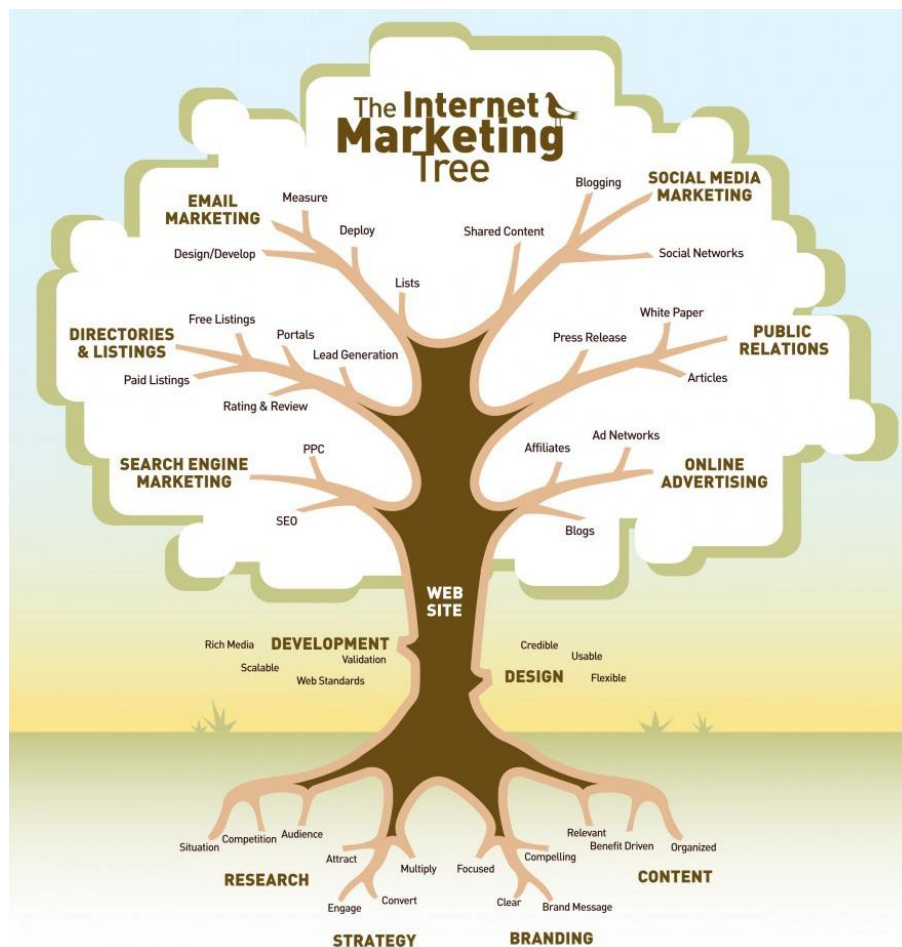 The Internet
Marketing
Tree
EMAIL
MARKETING
Measure
Deploy
Design/Develop
Lists
SOCIAL MEDIA
MARKETING
Blogging
Shared Content
Social Networks
DIRECTORIES
& LISTINGS
Free Listings
Portals
Lead Generation
Paid Listings
Rating & Review
PUBLIC
RELATIONS
White Paper
Press Release
Articles
SEARCH ENGINE
MARKETING
PPC
SEO
ONLINE
ADVERTISING
Ad Networks
Affiliates
Blogs
WEB
SITE
DEVELOPMENT
Rich Media
Validation
Scalable
Web Standards
DESIGN
Credible
Usable
Flexible
Situation
Competition
Audience
RESEARCH
Attract
Multiply
Engage
Convert
STRATEGY
Focused
Compelling
Clear
Brand Message
BRANDING
Relevant
Benefit Driven
Organized
CONTENT